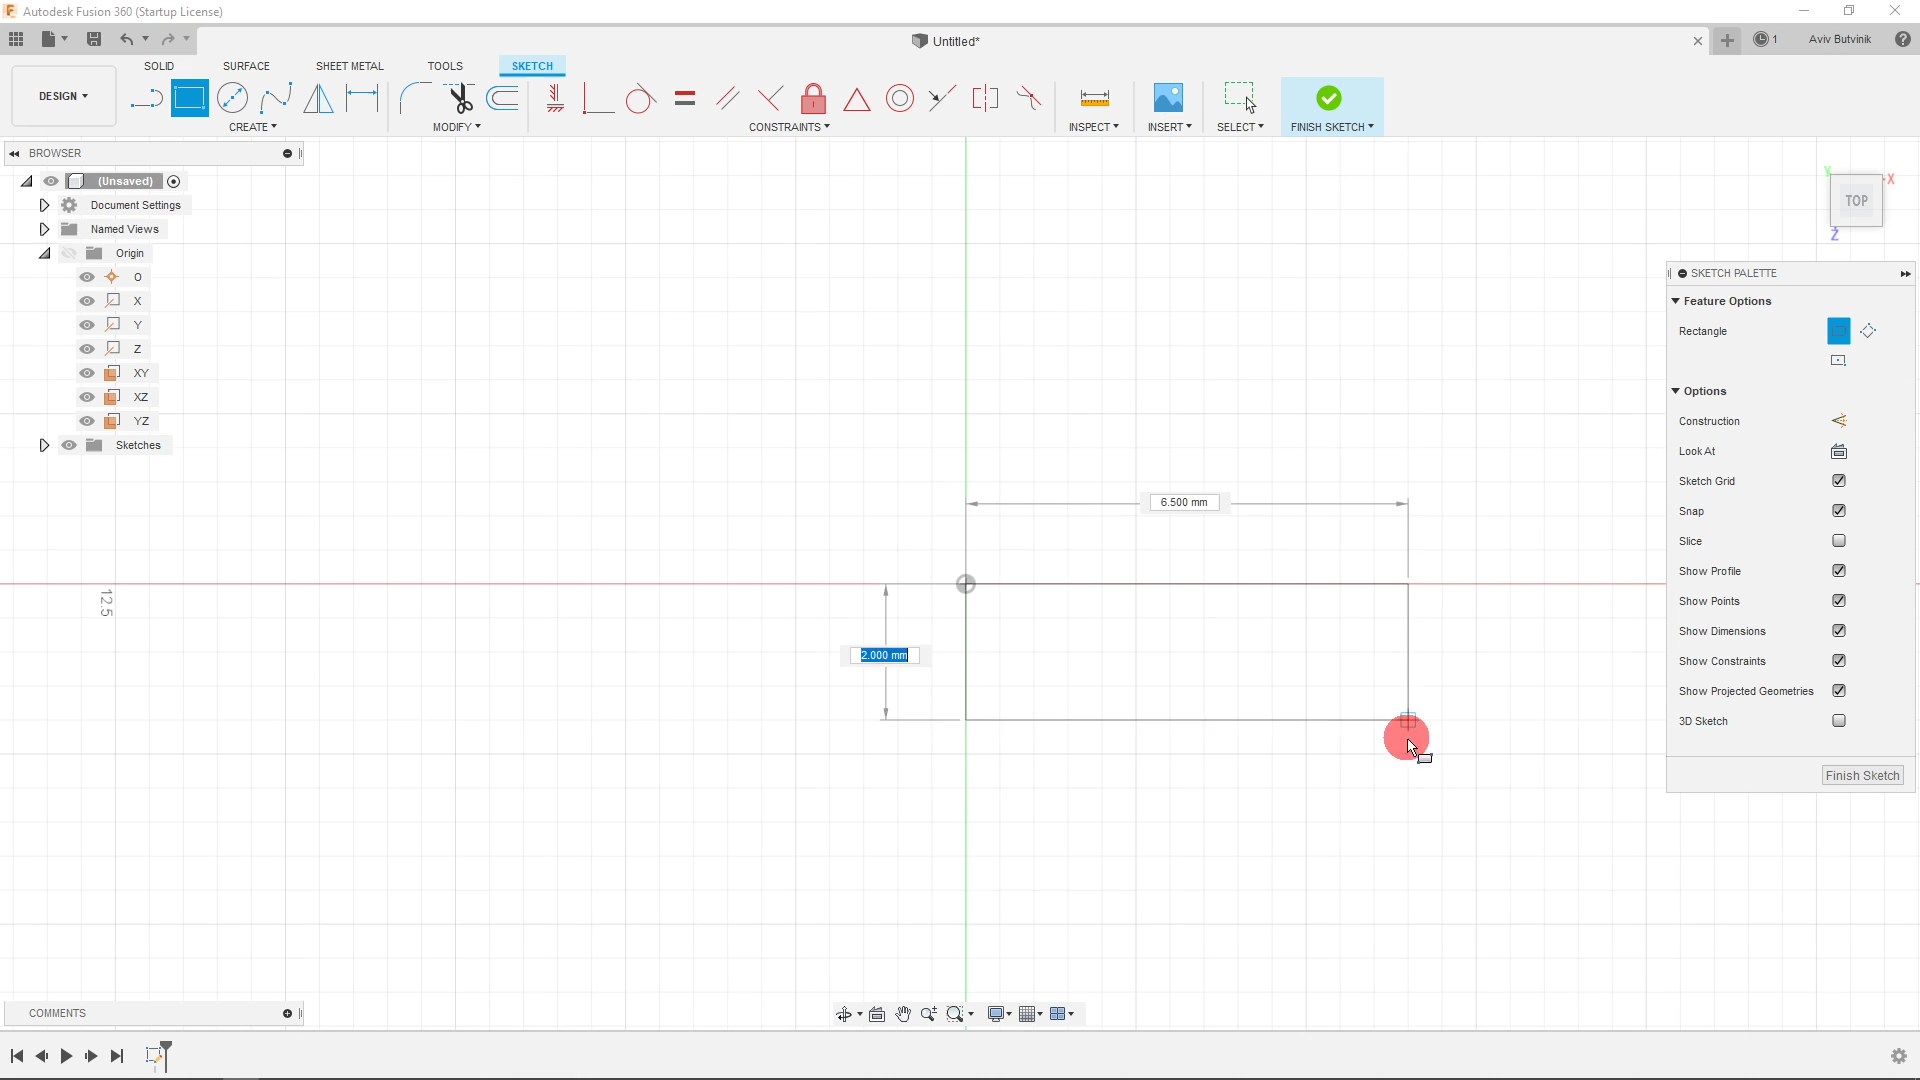 Autodesk Fusion 360 (Startup License)
Untitled*
1
Aviv Butvinik
SOLID
SURFACE
SHEET METAL
TOOLS
SKETCH
DESIGN
CREATE
MODIFY
CONSTRAINTS
INSPECT
INSERT
SELECT
FINISH SKETCH
BROWSER
(Unsaved)
Document Settings
Named Views
Origin
O
X
Y
Z
XY
XZ
YZ
Sketches
12.5
6.500 mm
2.000 mm
Y
X
TOP
Z
SKETCH PALETTE
Feature Options
Rectangle
Options
Construction
Look At
Sketch Grid
Snap
Slice
Show Profile
Show Points
Show Dimensions
Show Constraints
Show Projected Geometries
3D Sketch
Finish Sketch
COMMENTS